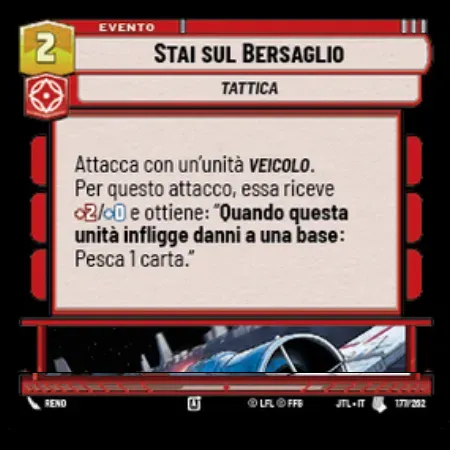 EVENTO
2
STAI SUL BERSAGLIO
TATTICA
Attacca con un'unità VEICOLO.
Per questo attacco, essa riceve
+2/+0 e ottiene: "Quando questa
unità infligge danni a una base:
Pesca 1 carta."
RENO
LFL FFG
JTL • IT
177/262